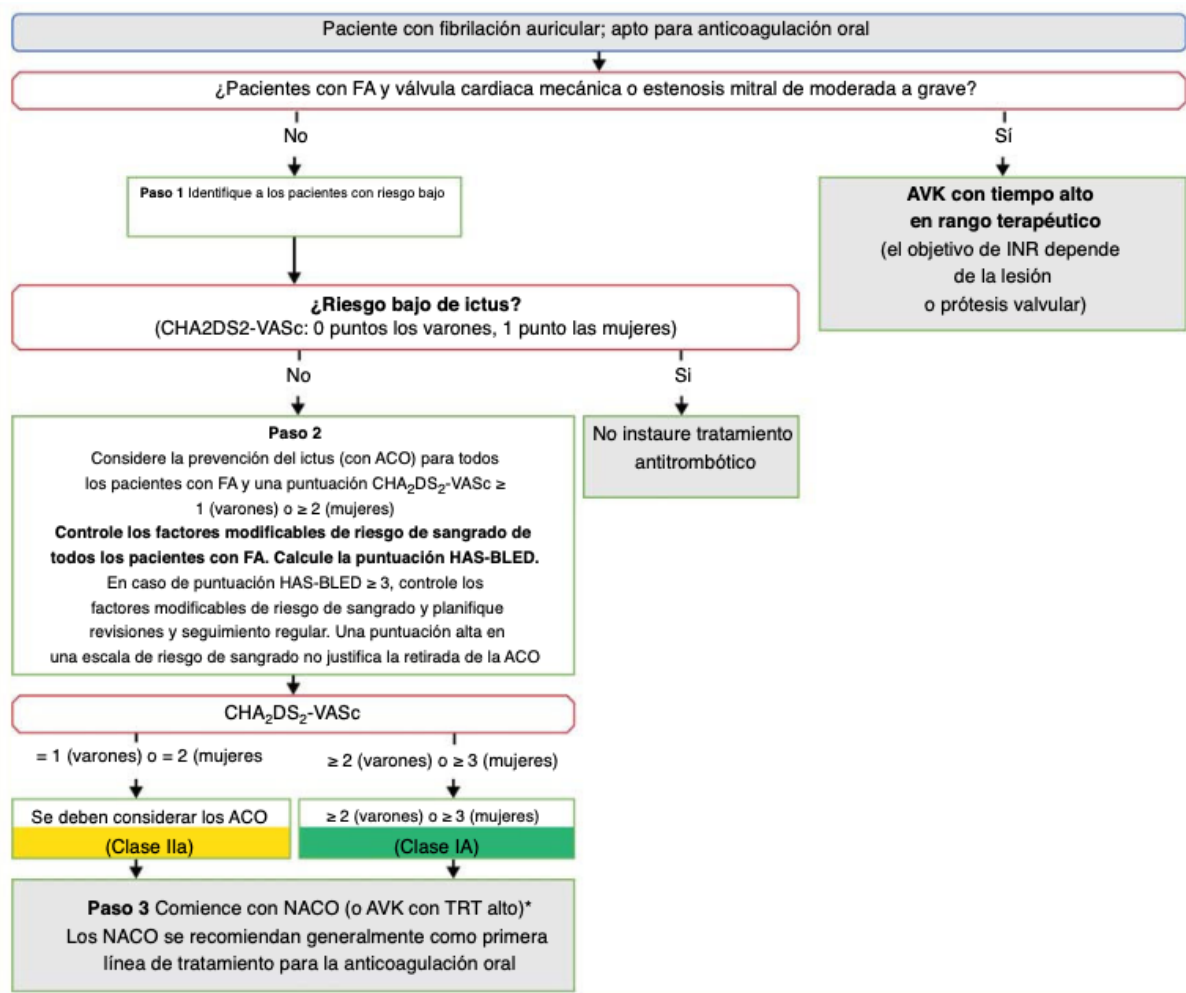 Paciente con fibrilación auricular; apto para anticoagulación oral
¿Pacientes con FA y válvula cardiaca mecánica o estenosis mitral de moderada a grave?
No
Sí
Paso 1 Identifique a los pacientes con riesgo bajo
AVK con tiempo alto
en rango terapéutico
(el objetivo de INR depende
de la lesión
o prótesis valvular)
¿Riesgo bajo de ictus?
(CHA2DS2-VASc: 0 puntos los varones, 1 punto las mujeres)
No
Si
Paso 2
Considere la prevención del ictus (con ACO) para todos
los pacientes con FA y una puntuación CHA₂DS₂-VASc ≥
1 (varones) o ≥ 2 (mujeres)
Controle los factores modificables de riesgo de sangrado de
todos los pacientes con FA. Calcule la puntuación HAS-BLED.
En caso de puntuación HAS-BLED ≥ 3, controle los
factores modificables de riesgo de sangrado y planifique
revisiones y seguimiento regular. Una puntuación alta en
una escala de riesgo de sangrado no justifica la retirada de la ACO
No instaure tratamiento
antitrombótico
CHA₂DS₂-VASc
= 1 (varones) o = 2 (mujeres
≥ 2 (varones) o ≥ 3 (mujeres)
Se deben considerar los ACO
(Clase IIa)
≥ 2 (varones) o ≥ 3 (mujeres)
(Clase IA)
Paso 3 Comience con NACO (o AVK con TRT alto)*
Los NACO se recomiendan generalmente como primera
línea de tratamiento para la anticoagulación oral